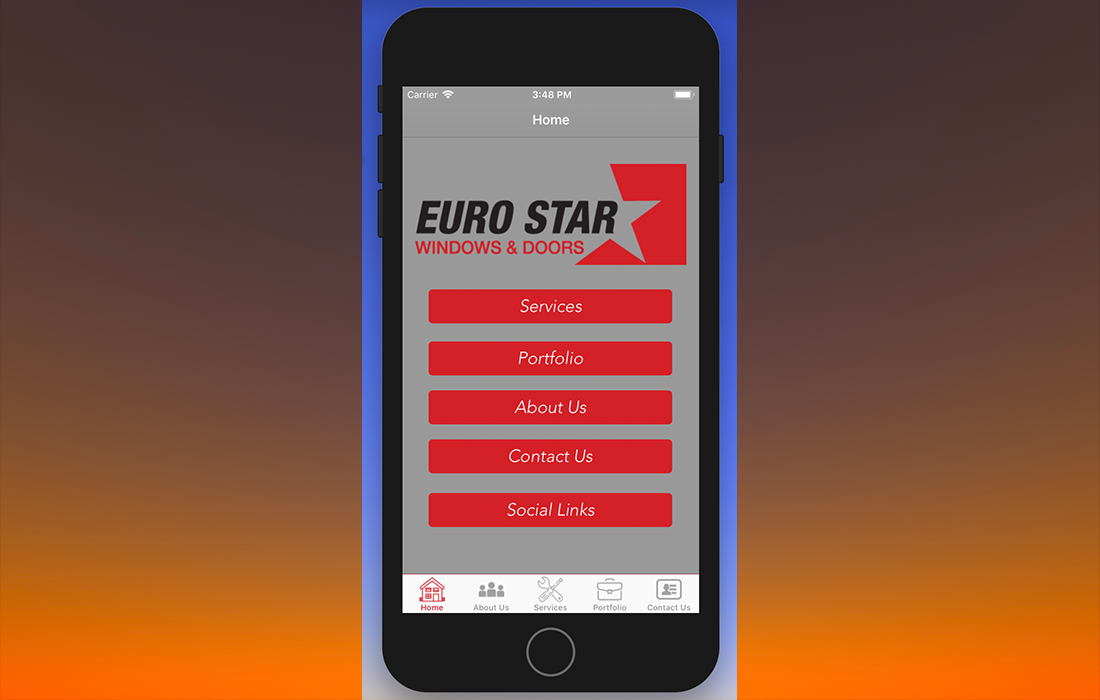 Carrier 3:48 PM
Home
EURO STAR
WINDOWS & DOORS
Services
Portfolio
About Us
Contact Us
Social Links
Home About Us Services Portfolio Contact Us